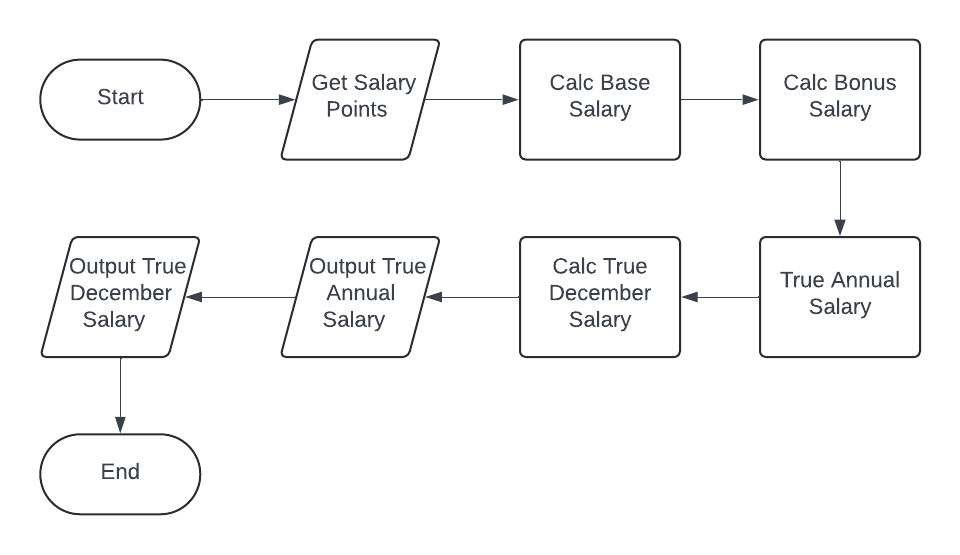 Start
Get Salary
Points
Calc Base
Salary
Calc Bonus
Salary
True Annual
Salary
Calc True
December
Salary
Output True
Annual
Salary
Output True
December
Salary
End